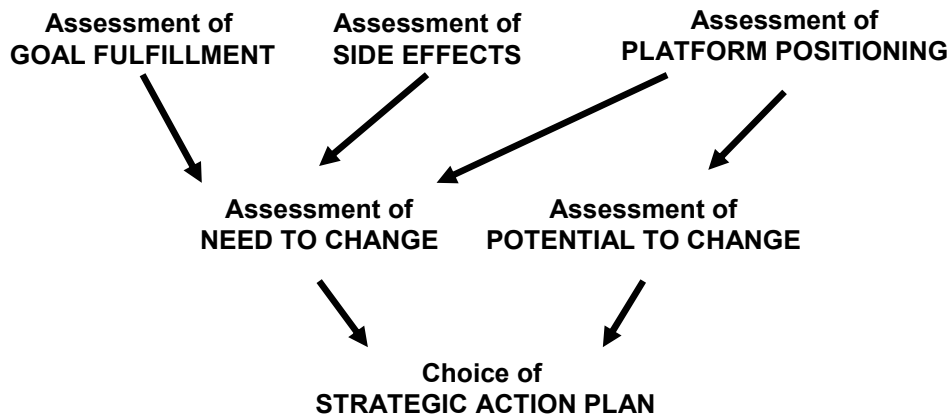 Assessment of
GOAL FULFILLMENT
Assessment of
SIDE EFFECTS
Assessment of
PLATFORM POSITIONING
Assessment of
NEED TO CHANGE
Assessment of
POTENTIAL TO CHANGE
Choice of
STRATEGIC ACTION PLAN